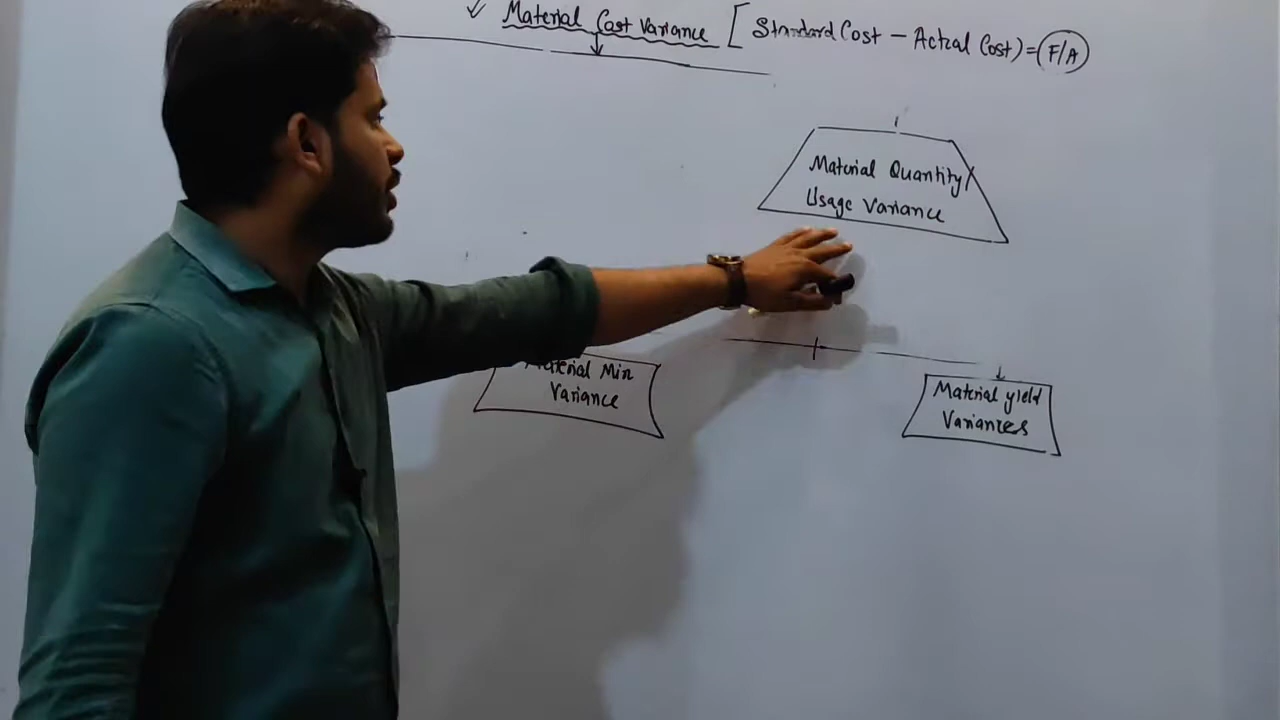 ✓ Material Cost Variance [Standard Cost – Actual Cost) = F/A
Material Quantity/
Usage Variance
Material Mix
Variance
Material yield
Variances